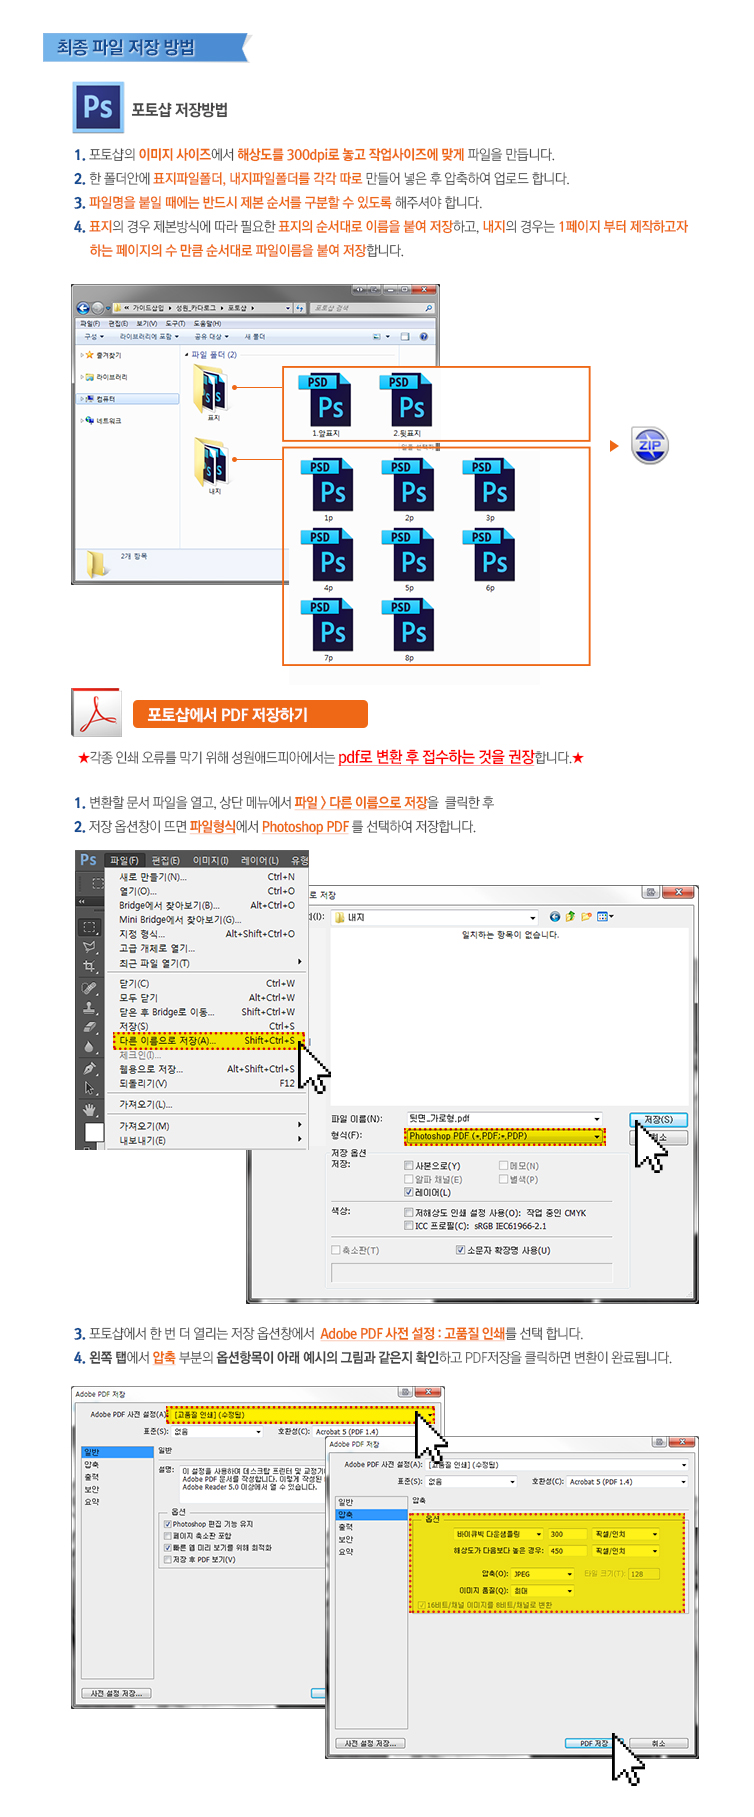 최종 파일 저장 방법
Ps
포토샵 저장방법
1. 포토샵의 이미지 사이즈에서 해상도를 300dpi로 놓고 작업사이즈에 맞게 파일을 만듭니다.
2. 한 폴더안에 표지파일폴더, 내지파일폴더를 각각 따로 만들어 넣은 후 압축하여 업로드 합니다.
3. 파일명을 붙일 때에는 반드시 제본 순서를 구분할 수 있도록 해주셔야 합니다.
4. 표지의 경우 제본방식에 따라 필요한 표지의 순서대로 이름을 붙여 저장하고, 내지의 경우는 1페이지 부터 제작하고자
하는 페이지의 수 만큼 순서대로 파일이름을 붙여 저장합니다.
« 가이드삽입 ▸ 성원_카다로그 ▸ 포토샵 ▸
포토샵 검색
파일(F) 편집(E) 보기(V) 도구(T) 도움말(H)
구성 ▾ 라이브러리에 포함 ▾ 공유 대상 ▾ 새 폴더
즐겨찾기
라이브러리
컴퓨터
네트워크
파일 폴더 (2)
표지
내지
2개 항목
PSD Ps PSD Ps
1.앞표지 2.뒷표지
ZIP
PSD Ps PSD Ps PSD Ps
1p 2p 3p
PSD Ps PSD Ps PSD Ps
4p 5p 6p
PSD Ps PSD Ps
7p 8p
포토샵에서 PDF 저장하기
★각종 인쇄 오류를 막기 위해 성원애드피아에서는 pdf로 변환 후 접수하는 것을 권장합니다.★
1. 변환할 문서 파일을 열고, 상단 메뉴에서 파일 > 다른 이름으로 저장을 클릭한 후
2. 저장 옵션창이 뜨면 파일형식에서 Photoshop PDF 를 선택하여 저장합니다.
Ps 파일(F) 편집(E) 이미지(I) 레이어(L) 유형
새로 만들기(N)... Ctrl+N
열기(O)... Ctrl+O
Bridge에서 찾아보기(B)... Alt+Ctrl+O
Mini Bridge에서 찾아보기(G)...
지정 형식... Alt+Shift+Ctrl+O
고급 개체로 열기...
최근 파일 열기(T)
닫기(C) Ctrl+W
모두 닫기 Alt+Ctrl+W
닫은 후 Bridge로 이동... Shift+Ctrl+W
저장(S) Ctrl+S
다른 이름으로 저장(A)... Shift+Ctrl+S
체크인(I)...
웹용으로 저장... Alt+Shift+Ctrl+S
되돌리기(V) F12
가져오기(L)...
가져오기(M)
내보내기(E)
로 저장
(I): 내지
일치하는 항목이 없습니다.
파일 이름(N): 뒷면_가로형.pdf 저장(S)
형식(F): Photoshop PDF (*.PDF;*.PDP) 취소
저장 옵션
저장: 사본으로(Y) 메모(N)
알파 채널(E) 별색(P)
레이어(L)
색상: 저해상도 인쇄 설정 사용(O): 작업 중인 CMYK
ICC 프로필(C): sRGB IEC61966-2.1
축소판(T) 소문자 확장명 사용(U)
3. 포토샵에서 한 번 더 열리는 저장 옵션창에서 Adobe PDF 사전 설정 : 고품질 인쇄를 선택 합니다.
4. 왼쪽 탭에서 압축 부분의 옵션항목이 아래 예시의 그림과 같은지 확인하고 PDF저장을 클릭하면 변환이 완료됩니다.
Adobe PDF 저장
Adobe PDF 사전 설정(A): [고품질 인쇄] (수정됨)
표준(S): 없음 호환성(C): Acrobat 5 (PDF 1.4)
일반
압축
출력
보안
요약
일반
설명: 이 설정을 사용하여 데스크탑 프린터 및 교정기
Adobe PDF 문서를 작성합니다. 이렇게 작성된
Adobe Reader 5.0 이상에서 열 수 있습니다.
옵션
Photoshop 편집 기능 유지
페이지 축소판 포함
빠른 웹 미리 보기를 위해 최적화
저장 후 PDF 보기(V)
사전 설정 저장...
Adobe PDF 저장
Adobe PDF 사전 설정(A): [고품질 인쇄] (수정됨)
표준(S): 없음 호환성(C): Acrobat 5 (PDF 1.4)
일반
압축
출력
보안
요약
압축
옵션
바이큐빅 다운샘플링 300 픽셀/인치
해상도가 다음보다 높은 경우: 450 픽셀/인치
압축(O): JPEG 타일 크기(T): 128
이미지 품질(Q): 최대
16비트/채널 이미지를 8비트/채널로 변환
사전 설정 저장... PDF 저장 취소